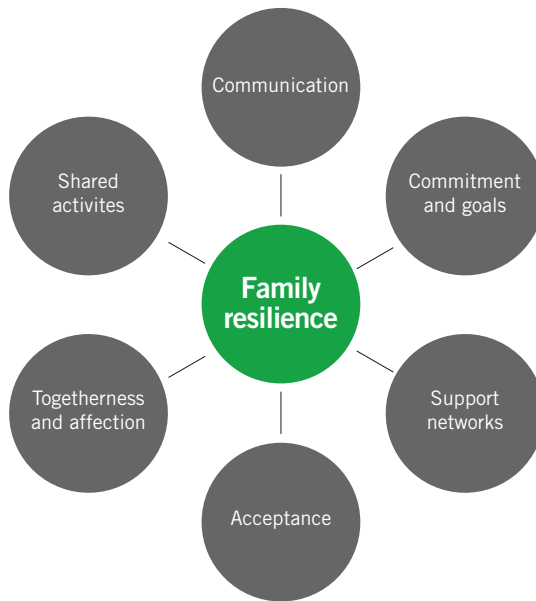 Communication
Shared
activites
Commitment
and goals
Family
resilience
Togetherness
and affection
Support
networks
Acceptance